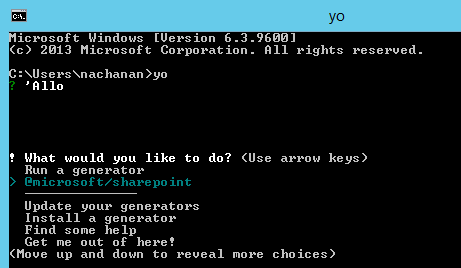 yo
Microsoft Windows [Version 6.3.9600]
(c) 2013 Microsoft Corporation. All rights reserved.
C:\Users\nachanan>yo
? 'Allo
! What would you like to do? (Use arrow keys)
Run a generator
> @microsoft/sharepoint
──────────────
Update your generators
Install a generator
Find some help
Get me out of here!
(Move up and down to reveal more choices)